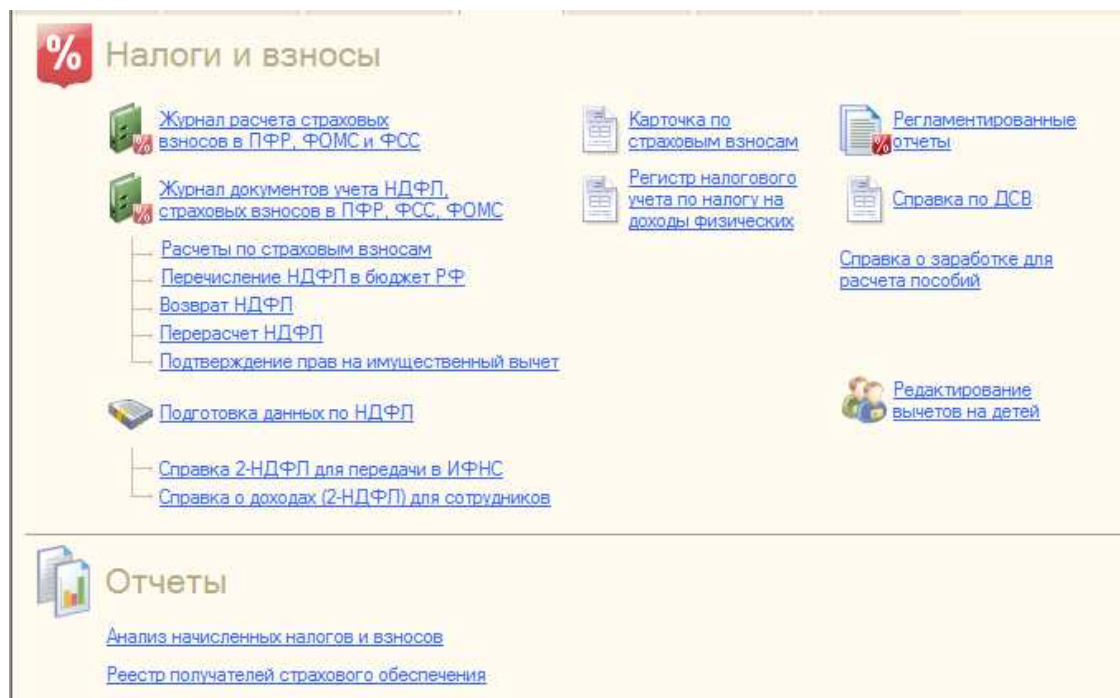 %
Налоги и взносы
Журнал расчета страховых
взносов в ПФР, ФОМС и ФСС
Журнал документов учета НДФЛ,
страховых взносов в ПФР, ФСС, ФОМС
Расчеты по страховым взносам
Перечисление НДФЛ в бюджет РФ
Возврат НДФЛ
Перерасчет НДФЛ
Подтверждение прав на имущественный вычет
Подготовка данных по НДФЛ
Справка 2-НДФЛ для передачи в ИФНС
Справка о доходах (2-НДФЛ) для сотрудников
Карточка по
страховым взносам
Регистр налогового
учета по налогу на
доходы физических
Регламентированные
отчеты
Справка по ДСВ
Справка о заработке для
расчета пособий
Редактирование
вычетов на детей
Отчеты
Анализ начисленных налогов и взносов
Реестр получателей страхового обеспечения